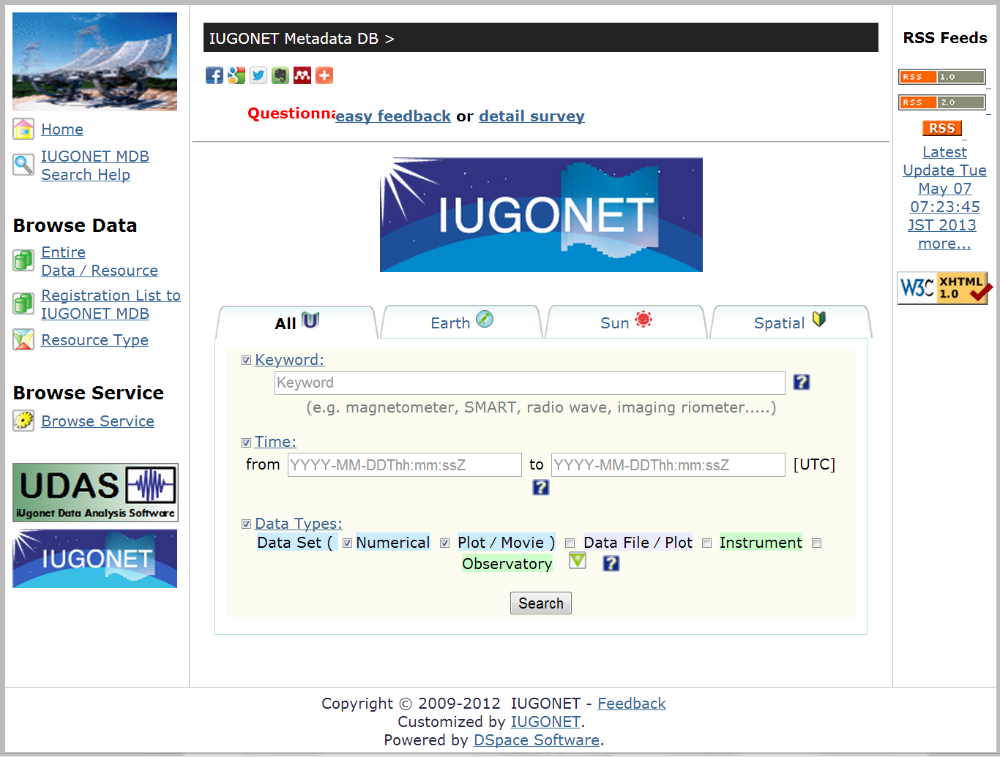 Home
IUGONET MDB
Search Help
Browse Data
Entire
Data / Resource
Registration List to
IUGONET MDB
Resource Type
Browse Service
Browse Service
UDAS
iUgonet Data Analysis Software
IUGONET
IUGONET Metadata DB >
Questionna
easy feedback or detail survey
IUGONET
All
Earth
Sun
Spatial
Keyword:
Keyword
(e.g. magnetometer, SMART, radio wave, imaging riometer.....)
Time:
from YYYY-MM-DDThh:mm:ssZ to YYYY-MM-DDThh:mm:ssZ [UTC]
Data Types:
Data Set ( Numerical Plot / Movie ) Data File / Plot Instrument
Observatory
Search
RSS Feeds
RSS 1.0
RSS 2.0
RSS
Latest
Update Tue
May 07
07:23:45
JST 2013
more...
W3C XHTML
1.0
Copyright © 2009-2012 IUGONET - Feedback
Customized by IUGONET.
Powered by DSpace Software.